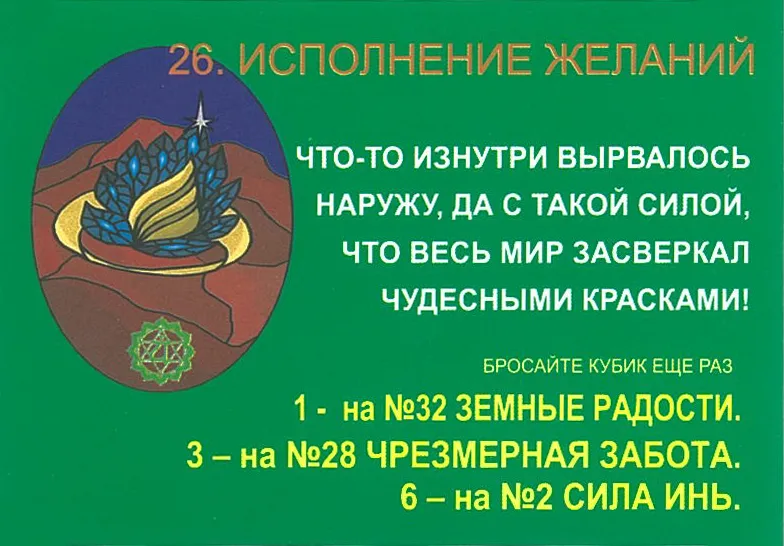 26. ИСПОЛНЕНИЕ ЖЕЛАНИЙ
ЧТО-ТО ИЗНУТРИ ВЫРВАЛОСЬ
НАРУЖУ, ДА С ТАКОЙ СИЛОЙ,
ЧТО ВЕСЬ МИР ЗАСВЕРКАЛ
ЧУДЕСНЫМИ КРАСКАМИ!
БРОСАЙТЕ КУБИК ЕЩЕ РАЗ
1 - на №32 ЗЕМНЫЕ РАДОСТИ.
3 – на №28 ЧРЕЗМЕРНАЯ ЗАБОТА.
6 – на №2 СИЛА ИНЬ.